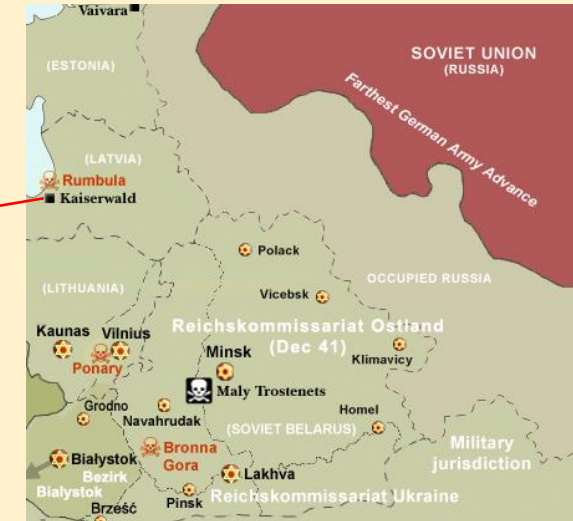 Vaivara
SOVIET UNION
(RUSSIA)
(ESTONIA)
Farthest German Army Advance
(LATVIA)
Rumbula
Kaiserwald
Polack
OCCUPIED RUSSIA
(LITHUANIA)
Vicebsk
Kaunas
Vilnius
Reichskommissariat Ostland
(Dec 41)
Ponary
Minsk
Klimavicy
Maly Trostenets
Grodno
Navahrudak
Homel
(SOVIET BELARUS)
Military
jurisdiction
Bronna
Gora
Białystok
Lakhva
Bezirk
Bialystok
Brześć
Pinsk
Reichskommissariat Ukraine